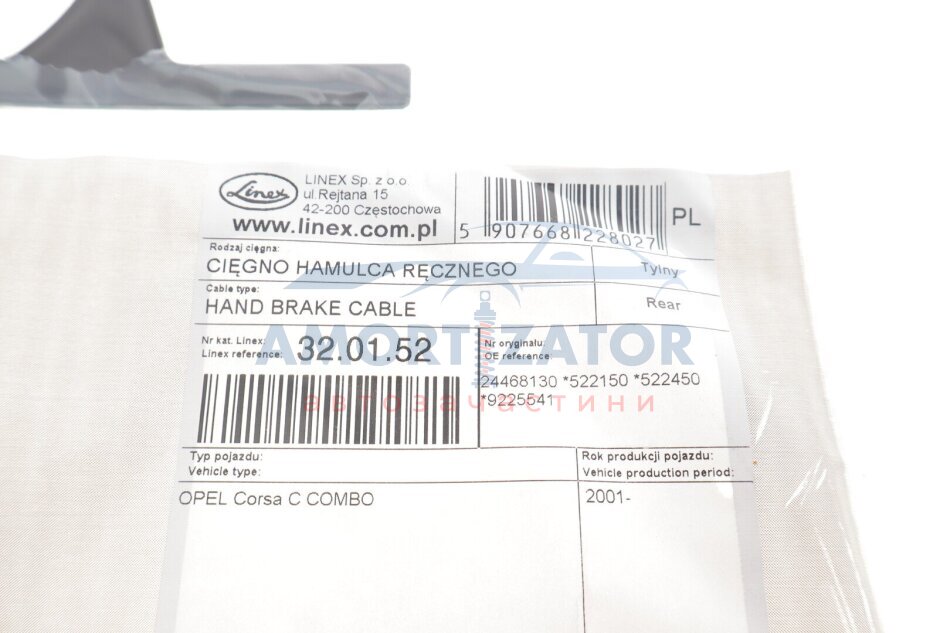 Linex
LINEX Sp. z o.o.
ul.Rejtana 15
42-200 Częstochowa
www.linex.com.pl
5 907668 228027
PL
Rodzaj cięgna:
CIĘGNO HAMULCA RĘCZNEGO
Tylny
Cable type:
HAND BRAKE CABLE
Rear
Nr kat. Linex:
Linex reference:
32.01.52
Nr oryginału:
OE reference:
24468130 *522150 *522450
*9225541
AMORTIZATOR
автозапчастини
Typ pojazdu:
Vehicle type:
Rok produkcji pojazdu:
Vehicle production period:
OPEL Corsa C COMBO
2001-